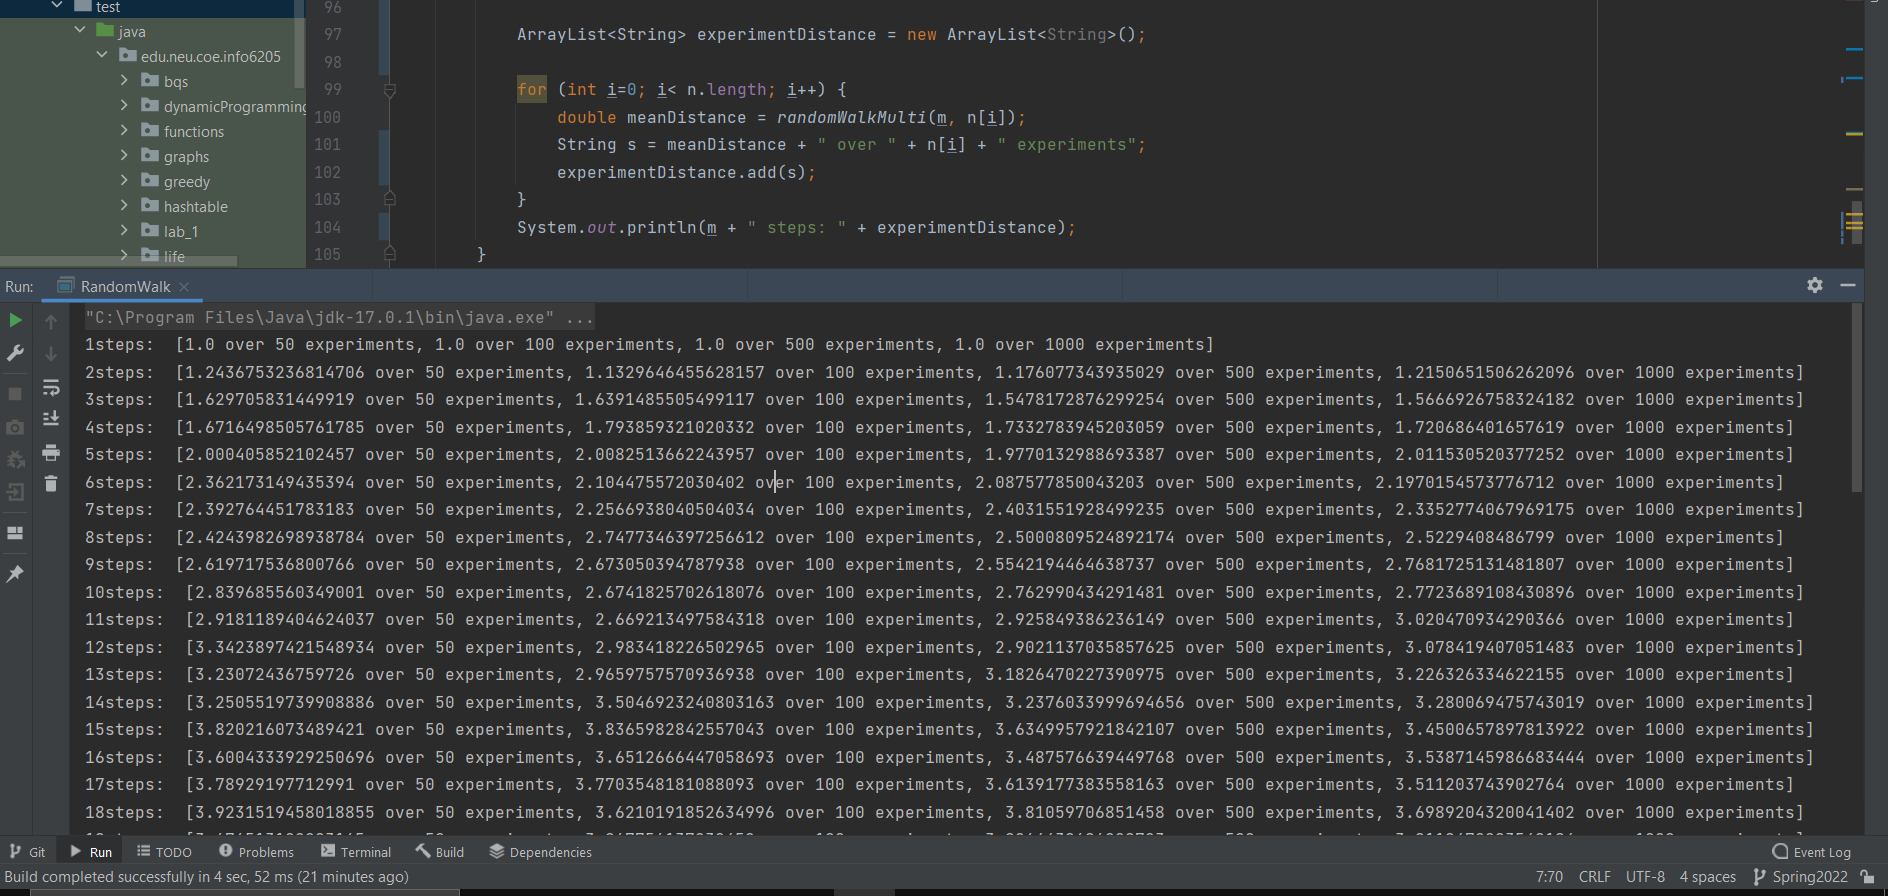 test
java
edu.neu.coe.info6205
bqs
dynamicProgramming
functions
graphs
greedy
hashtable
lab_1
life
96
97 ArrayList<String> experimentDistance = new ArrayList<String>();
98
99 for (int i=0; i< n.length; i++) {
100 double meanDistance = randomWalkMulti(m, n[i]);
101 String s = meanDistance + " over " + n[i] + " experiments";
102 experimentDistance.add(s);
103 }
104 System.out.println(m + " steps: " + experimentDistance);
105 }
Run: RandomWalk
"C:\Program Files\Java\jdk-17.0.1\bin\java.exe" ...
1steps:  [1.0 over 50 experiments, 1.0 over 100 experiments, 1.0 over 500 experiments, 1.0 over 1000 experiments]
2steps:  [1.2436753236814706 over 50 experiments, 1.1329646455628157 over 100 experiments, 1.176077343935029 over 500 experiments, 1.2150651506262096 over 1000 experiments]
3steps:  [1.629705831449919 over 50 experiments, 1.6391485505499117 over 100 experiments, 1.5478172876299254 over 500 experiments, 1.5666926758324182 over 1000 experiments]
4steps:  [1.6716498505761785 over 50 experiments, 1.793859321020332 over 100 experiments, 1.7332783945203059 over 500 experiments, 1.720686401657619 over 1000 experiments]
5steps:  [2.000405852102457 over 50 experiments, 2.0082513662243957 over 100 experiments, 1.9770132988693387 over 500 experiments, 2.011530520377252 over 1000 experiments]
6steps:  [2.362173149435394 over 50 experiments, 2.104475572030402 over 100 experiments, 2.087577850043203 over 500 experiments, 2.1970154573776712 over 1000 experiments]
7steps:  [2.392764451783183 over 50 experiments, 2.2566938040504034 over 100 experiments, 2.4031551928499235 over 500 experiments, 2.3352774067969175 over 1000 experiments]
8steps:  [2.4243982698938784 over 50 experiments, 2.7477346397256612 over 100 experiments, 2.5000809524892174 over 500 experiments, 2.5229408486799 over 1000 experiments]
9steps:  [2.619717536800766 over 50 experiments, 2.673050394787938 over 100 experiments, 2.5542194464638737 over 500 experiments, 2.7681725131481807 over 1000 experiments]
10steps:  [2.839685560349001 over 50 experiments, 2.6741825702618076 over 100 experiments, 2.762990434291481 over 500 experiments, 2.7723689108430896 over 1000 experiments]
11steps:  [2.9181189404624037 over 50 experiments, 2.669213497584318 over 100 experiments, 2.925849386236149 over 500 experiments, 3.020470934290366 over 1000 experiments]
12steps:  [3.3423897421548934 over 50 experiments, 2.983418226502965 over 100 experiments, 2.9021137035857625 over 500 experiments, 3.078419407051483 over 1000 experiments]
13steps:  [3.23072436759726 over 50 experiments, 2.9659757570936938 over 100 experiments, 3.1826470227390975 over 500 experiments, 3.226326334622155 over 1000 experiments]
14steps:  [3.2505519739908886 over 50 experiments, 3.5046923240803163 over 100 experiments, 3.2376033999694656 over 500 experiments, 3.280069475743019 over 1000 experiments]
15steps:  [3.820216073489421 over 50 experiments, 3.8365982842557043 over 100 experiments, 3.6349957921842107 over 500 experiments, 3.4500657897813922 over 1000 experiments]
16steps:  [3.6004333929250696 over 50 experiments, 3.6512666447058693 over 100 experiments, 3.487576639449768 over 500 experiments, 3.5387145986683444 over 1000 experiments]
17steps:  [3.78929197712991 over 50 experiments, 3.7703548181088093 over 100 experiments, 3.61391773835581​63 over 500 experiments, 3.511203743902764 over 1000 experiments]
18steps:  [3.9231519458018855 over 50 experiments, 3.6210191852634996 over 100 experiments, 3.81059706851458 over 500 experiments, 3.6989204320041402 over 1000 experiments]
Git Run TODO Problems Terminal Build Dependencies Event Log
Build completed successfully in 4 sec, 52 ms (21 minutes ago) 7:70 CRLF UTF-8 4 spaces Spring2022